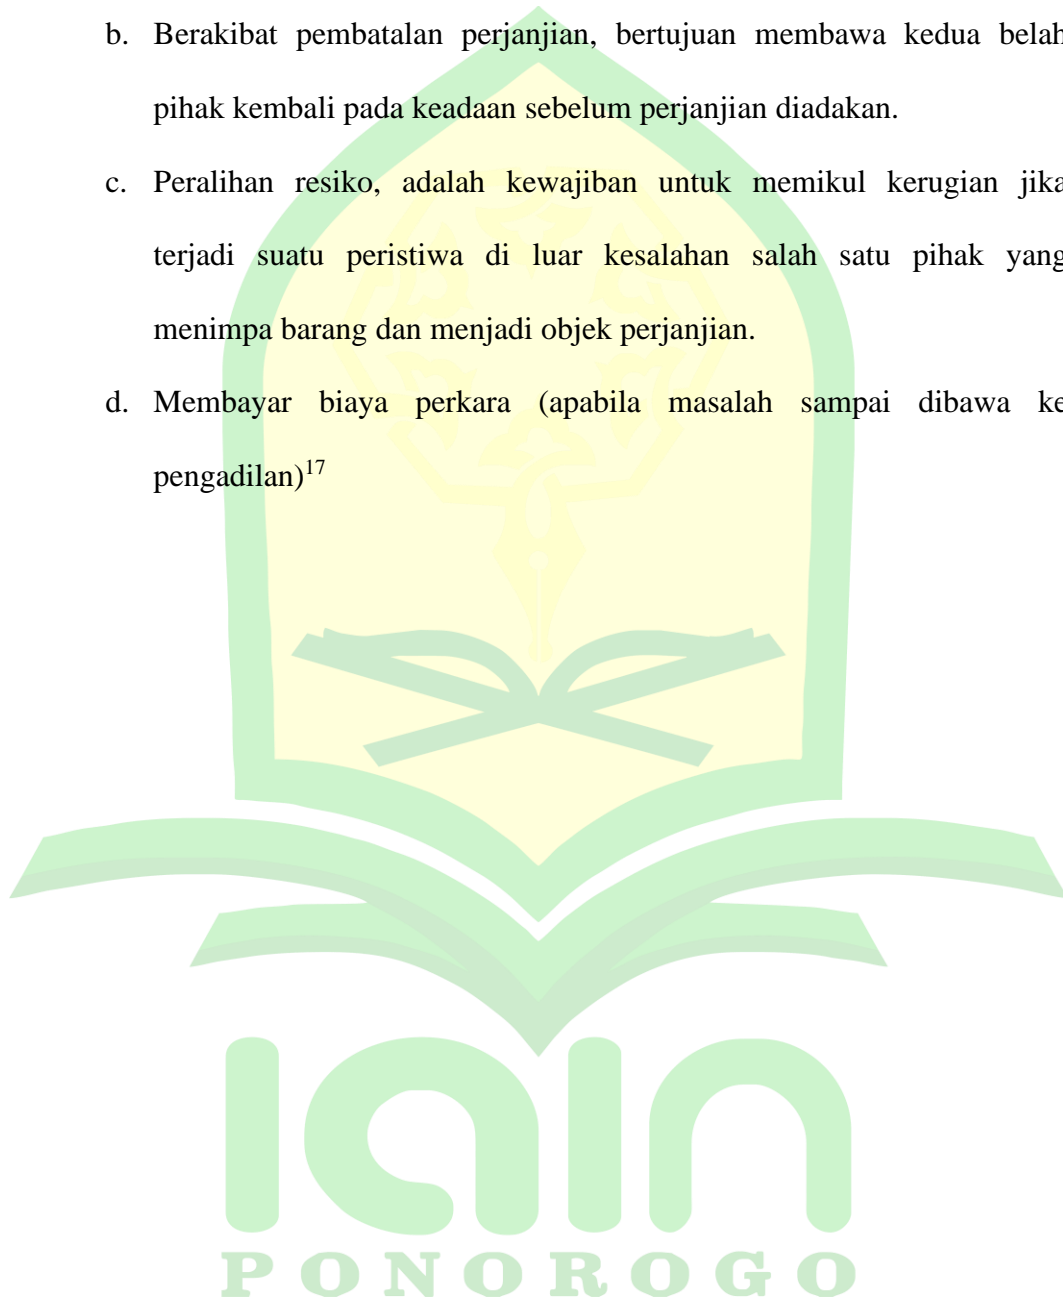 b. Berakibat pembatalan perjanjian, bertujuan membawa kedua belah
pihak kembali pada keadaan sebelum perjanjian diadakan.
c. Peralihan resiko, adalah kewajiban untuk memikul kerugian jika
terjadi suatu peristiwa di luar kesalahan salah satu pihak yang
menimpa barang dan menjadi objek perjanjian.
d. Membayar biaya perkara (apabila masalah sampai dibawa ke
pengadilan)17
iain
PONOROGO